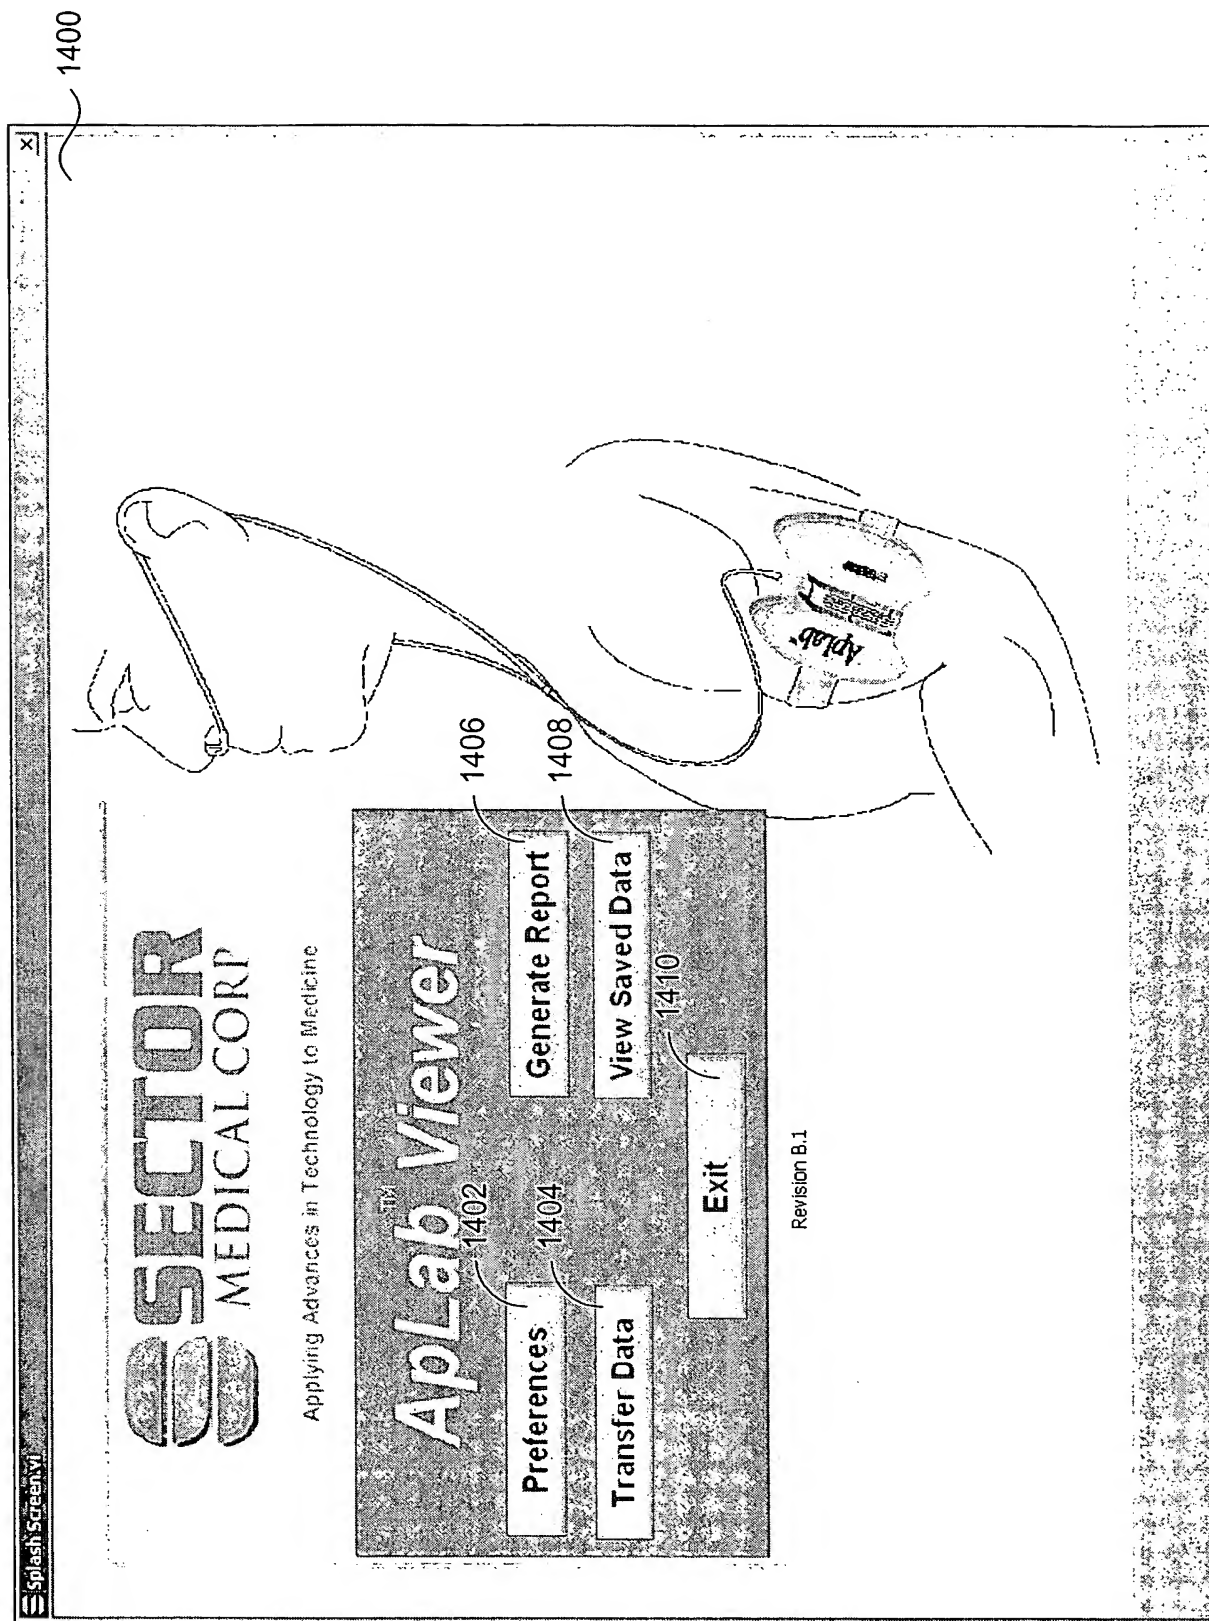 Splash Screen.vi
x
1400
SECTOR
MEDICAL CORP
Applying Advances in Technology to Medicine
ApLab™ Viewer
1402
1406
Preferences
Generate Report
1404
1408
Transfer Data
View Saved Data
1410
Exit
Revision B.1
ApLab™